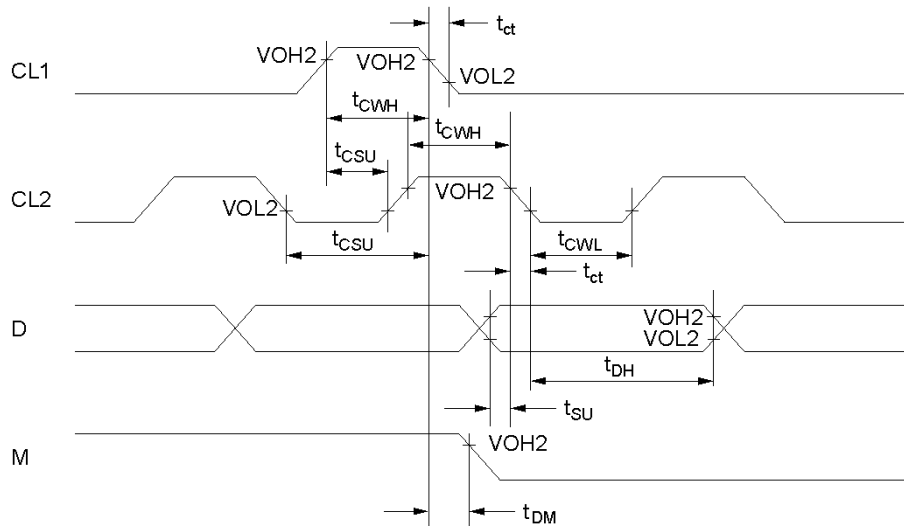 t_ct
VOH2 VOH2
CL1 VOL2
t_CWH
t_CWH
t_CSU
CL2 VOL2 VOH2
t_CSU t_CWL
t_ct
D VOH2
VOL2
t_DH
t_SU
VOH2
M
t_DM